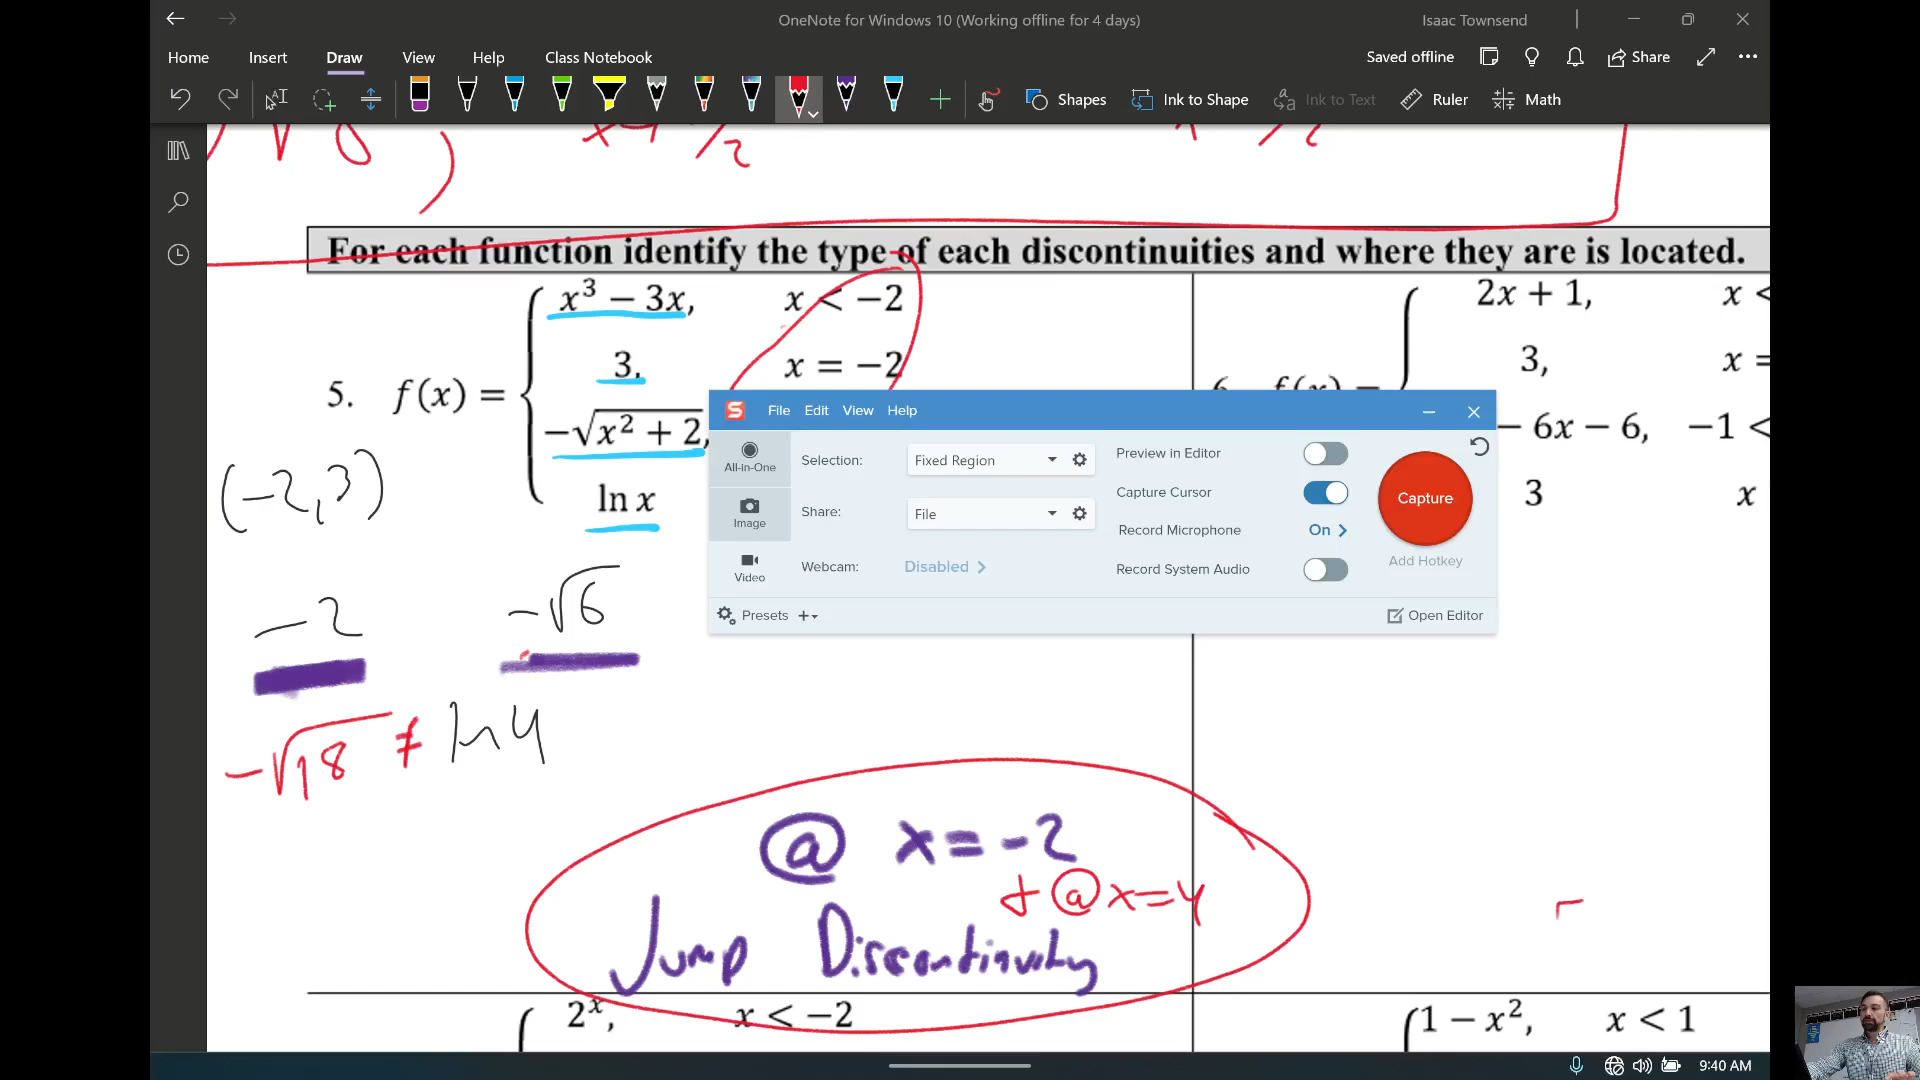 OneNote for Windows 10 (Working offline for 4 days)
Isaac Townsend
Home Insert Draw View Help Class Notebook
Saved offline Share
Shapes Ink to Shape Ink to Text Ruler Math
√8) x→1/2
For each function identify the type of each discontinuities and where they are is located.
5. f(x) =
x³ − 3x, x < −2
3, x = −2
−√x² + 2,
ln x
(−2,3)
−2 −√6
−√18 ≠ ln 4
@ x = −2
+ @ x=4
Jump Discontinuity
2x + 1, x <
3, x =
− 6x − 6, −1 <
3 x
File Edit View Help
All-in-One
Image
Video
Selection: Fixed Region
Share: File
Webcam: Disabled
Preview in Editor
Capture Cursor
Record Microphone On
Record System Audio
Capture
Add Hotkey
Presets
Open Editor
2ˣ, x < −2
1 − x², x < 1
9:40 AM